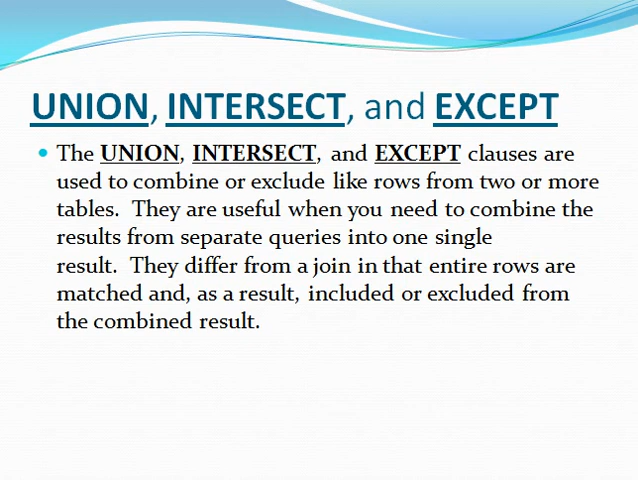 UNION, INTERSECT, and EXCEPT
• The UNION, INTERSECT, and EXCEPT clauses are
used to combine or exclude like rows from two or more
tables.  They are useful when you need to combine the
results from separate queries into one single
result.  They differ from a join in that entire rows are
matched and, as a result, included or excluded from
the combined result.